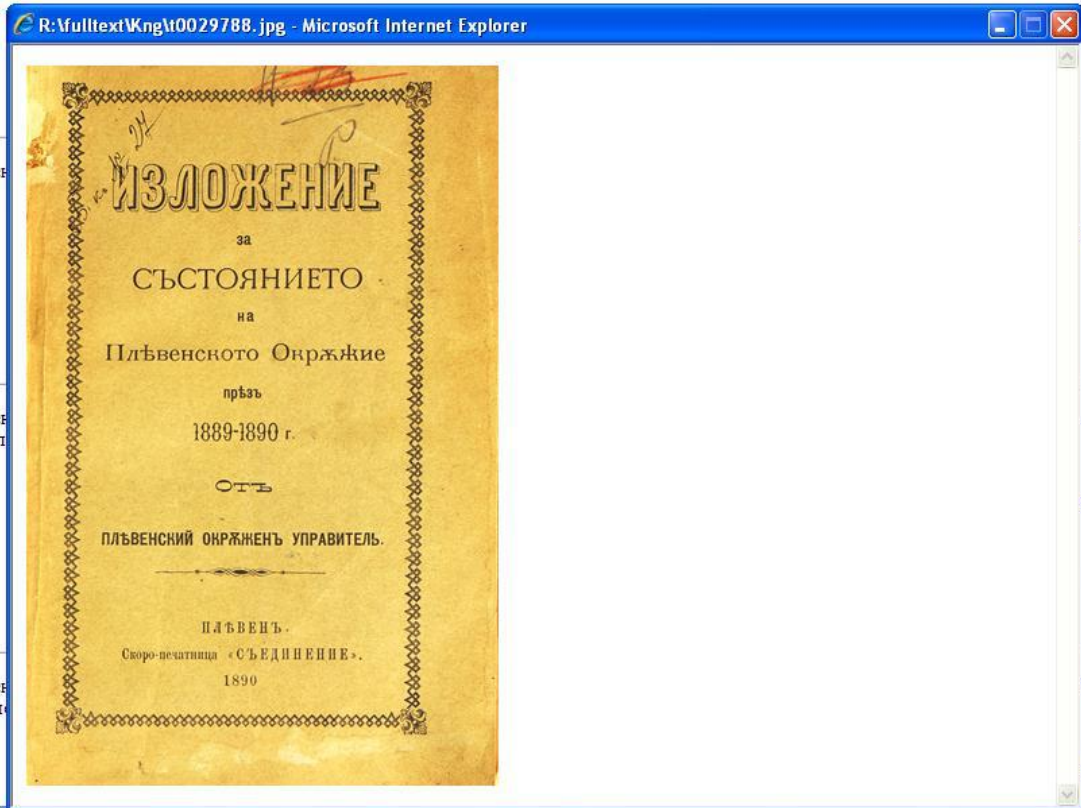 R:\fulltext\Kng\t0029788.jpg - Microsoft Internet Explorer
ИЗЛОЖЕНИЕ
за
СЪСТОЯНИЕТО
на
Плѣвенското Окрѫжие
прѣзъ
1889-1890 г.
Отъ
ПЛѢВЕНСКИЙ ОКРѪЖЕНЪ УПРАВИТЕЛЬ.
ПЛѢВЕНЪ.
Скоро-печатница «СЪЕДИНЕНИЕ».
1890